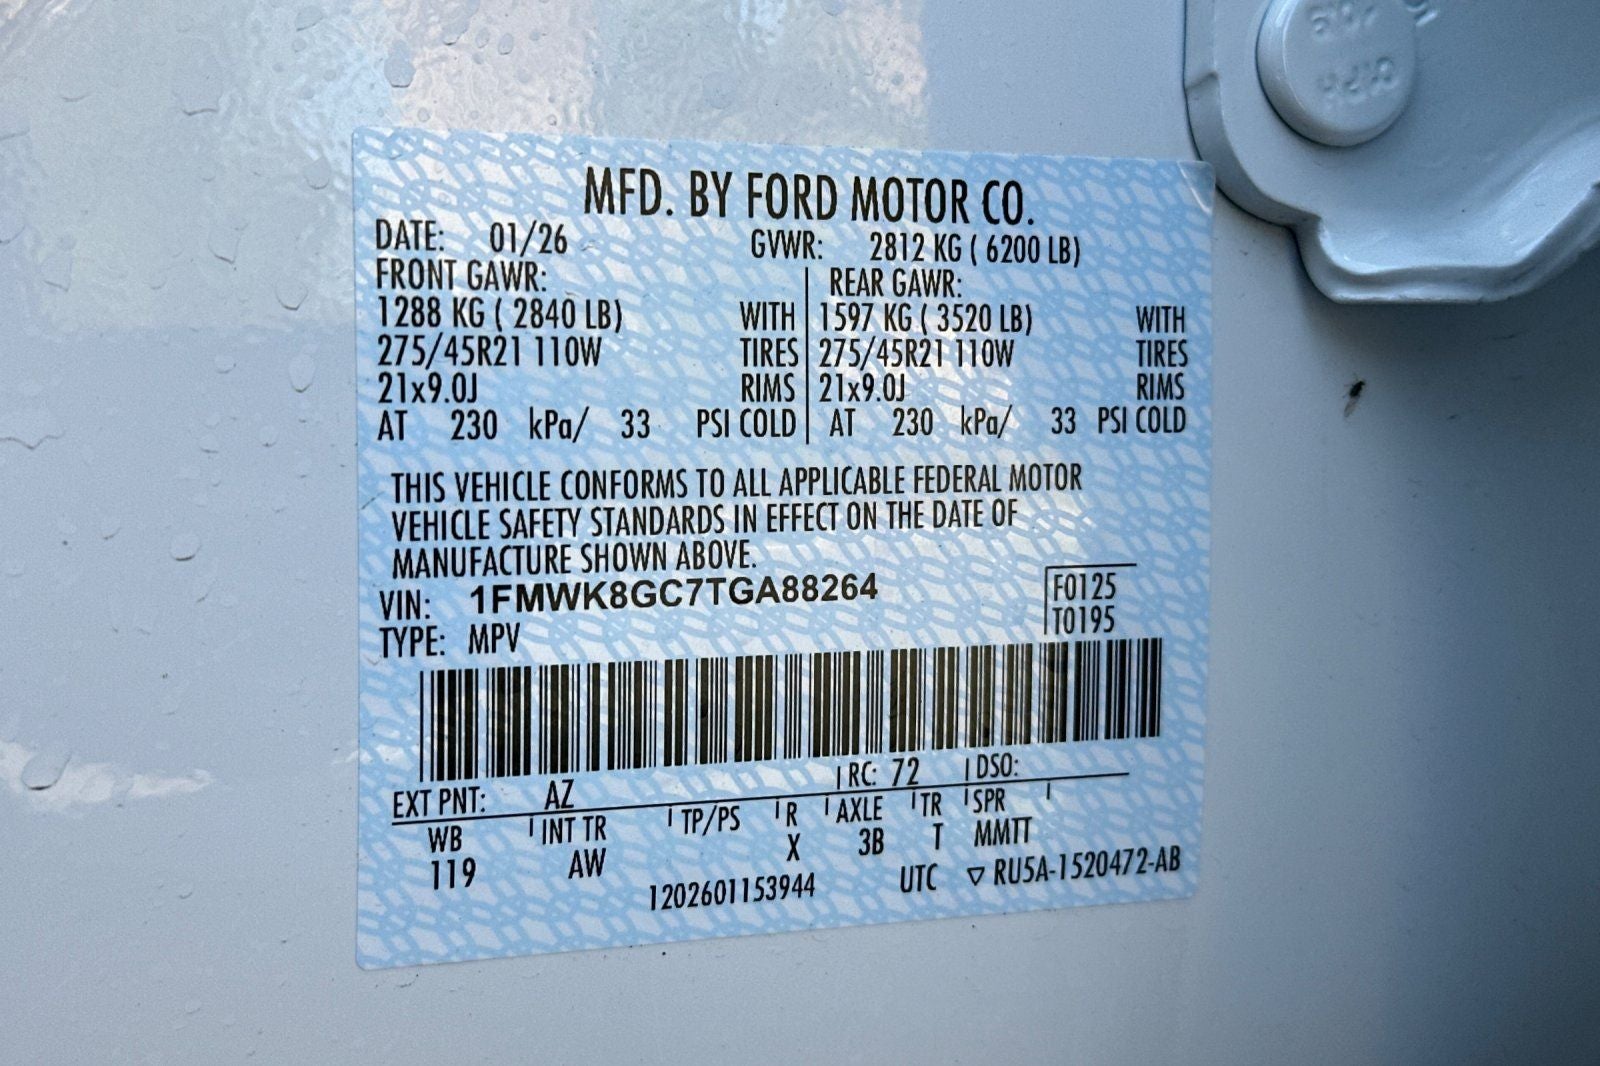 MFD. BY FORD MOTOR CO.
DATE: 01/26 GVWR: 2812 KG ( 6200 LB)
FRONT GAWR: REAR GAWR:
1288 KG ( 2840 LB) WITH 1597 KG ( 3520 LB) WITH
275/45R21 110W TIRES 275/45R21 110W TIRES
21x9.0J RIMS 21x9.0J RIMS
AT 230 kPa/ 33 PSI COLD AT 230 kPa/ 33 PSI COLD
THIS VEHICLE CONFORMS TO ALL APPLICABLE FEDERAL MOTOR
VEHICLE SAFETY STANDARDS IN EFFECT ON THE DATE OF
MANUFACTURE SHOWN ABOVE.
VIN: 1FMWK8GC7TGA88264 F0125
TYPE: MPV T0195
EXT PNT: AZ RC: 72 DSO:
WB INT TR TP/PS R AXLE TR SPR
119 AW X 3B T MMTT
1202601153944 UTC ▽ RU5A-1520472-AB